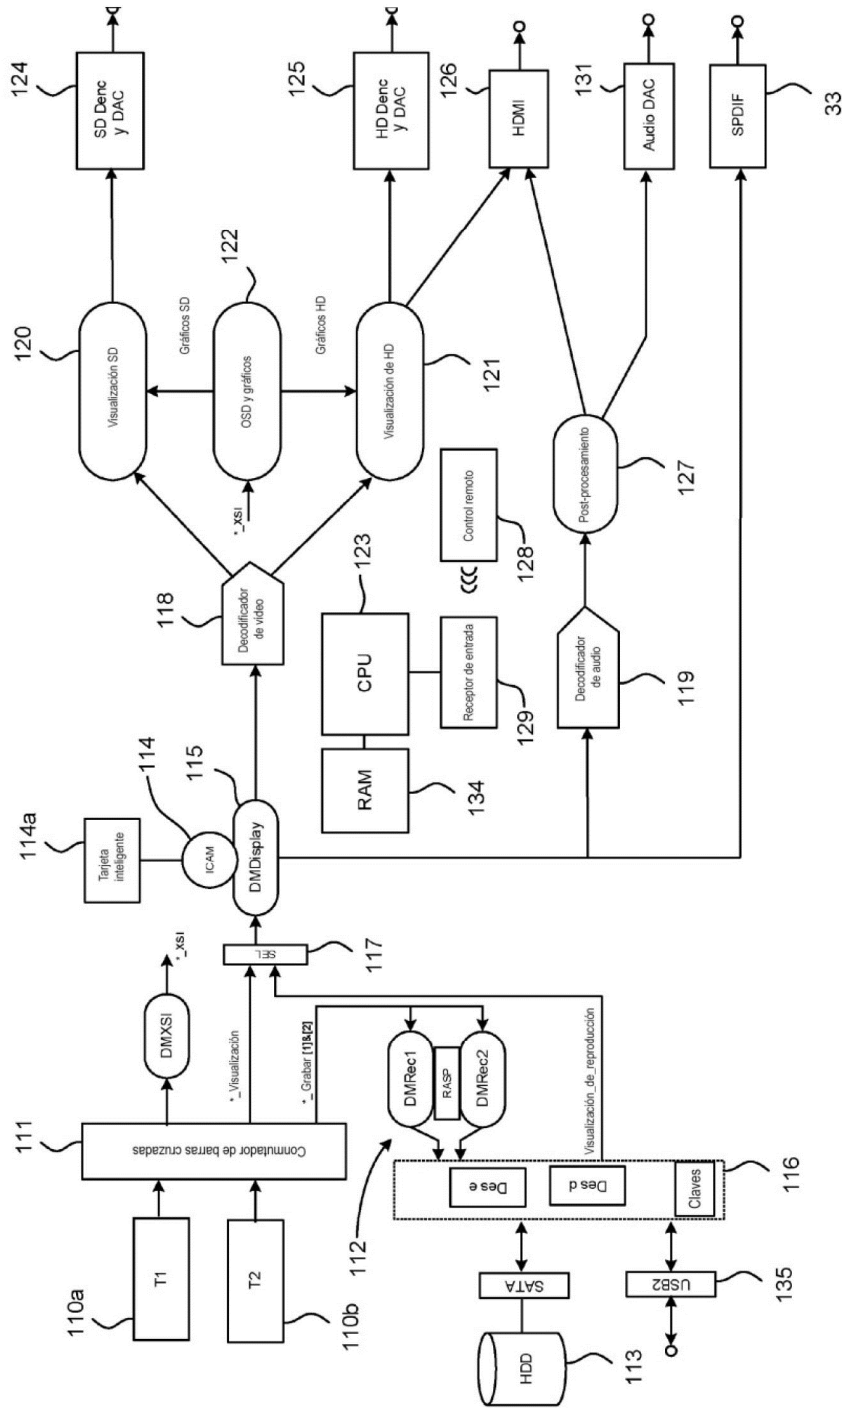 110a
T1
110b
T2
111
Conmutador de barras cruzadas
DMXSI
*_XSI
*_Visualización
*_ Grabar [1]&[2]
SEL
117
114a
Tarjeta
inteligente
114
ICAM
115
DMDisplay
118
Decodificador
de vídeo
120
Visualización SD
Gráficos SD
122
OSD y gráficos
*_XSI
Gráficos HD
Visualización de HD
121
124
SD Denc
y DAC
125
HD Denc
y DAC
126
HDMI
131
Audio DAC
SPDIF
33
123
CPU
RAM
134
Receptor de entrada
129
Control remoto
128
Decodificador
de audio
119
Post-procesamiento
127
112
DMRec1
RASP
DMRec2
Visualización_de_reproducción
Des e
Des d
Claves
116
SATA
HDD
113
USB2
135